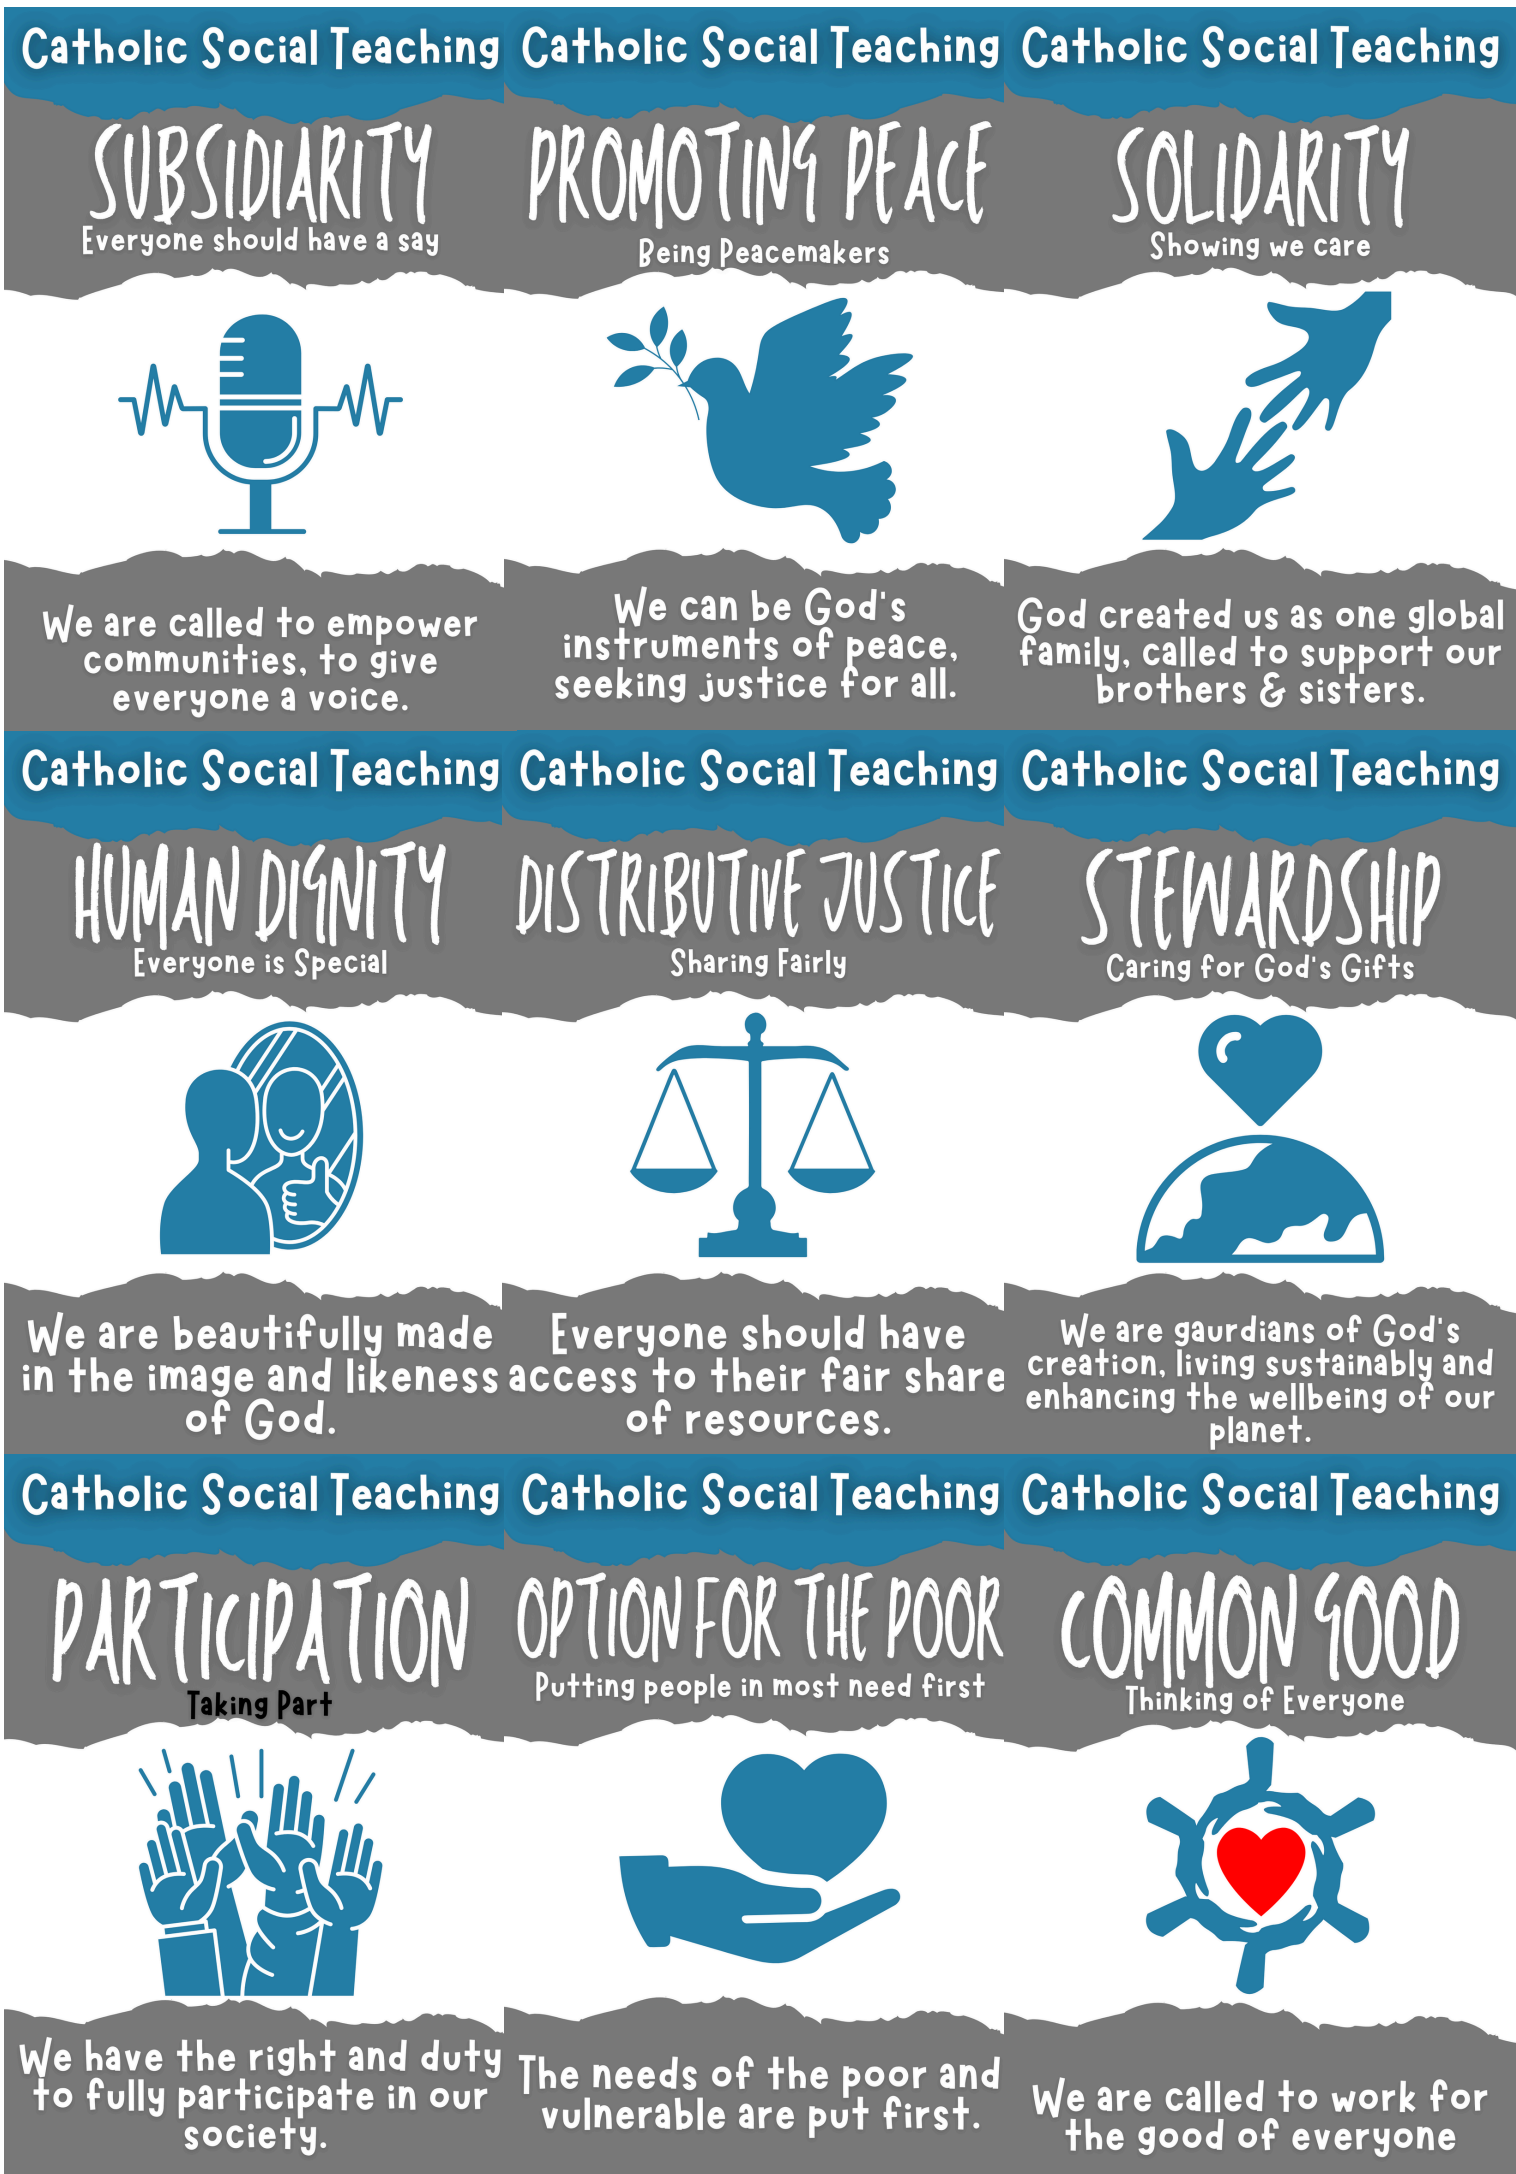 Catholic Social Teaching
SUBSIDIARITY
Everyone should have a say
We are called to empower
communities, to give
everyone a voice.
Catholic Social Teaching
PROMOTING PEACE
Being Peacemakers
We can be God's
instruments of peace,
seeking justice for all.
Catholic Social Teaching
SOLIDARITY
Showing we care
God created us as one global
family, called to support our
brothers & sisters.
Catholic Social Teaching
HUMAN DIGNITY
Everyone is Special
We are beautifully made
in the image and likeness
of God.
Catholic Social Teaching
DISTRIBUTIVE JUSTICE
Sharing Fairly
Everyone should have
access to their fair share
of resources.
Catholic Social Teaching
STEWARDSHIP
Caring for God's Gifts
We are gaurdians of God's
creation, living sustainably and
enhancing the wellbeing of our
planet.
Catholic Social Teaching
PARTICIPATION
Taking Part
We have the right and duty
to fully participate in our
society.
Catholic Social Teaching
OPTION FOR THE POOR
Putting people in most need first
The needs of the poor and
vulnerable are put first.
Catholic Social Teaching
COMMON GOOD
Thinking of Everyone
We are called to work for
the good of everyone